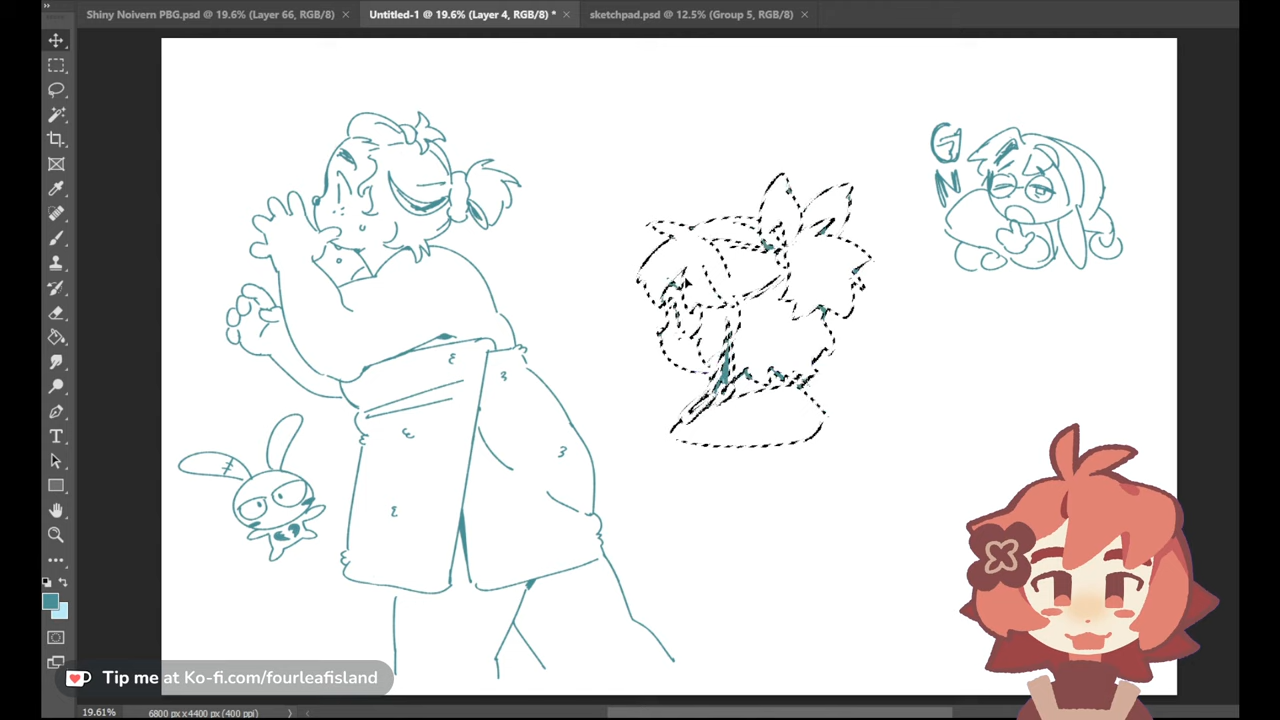 Shiny Noivern PBG.psd @ 19.6% (Layer 66, RGB/8) ×
Untitled-1 @ 19.6% (Layer 4, RGB/8) * ×
sketchpad.psd @ 12.5% (Group 5, RGB/8) ×
G
N
Tip me at Ko-fi.com/fourleafisland
19.61%
6800 px x 4400 px (400 ppi)